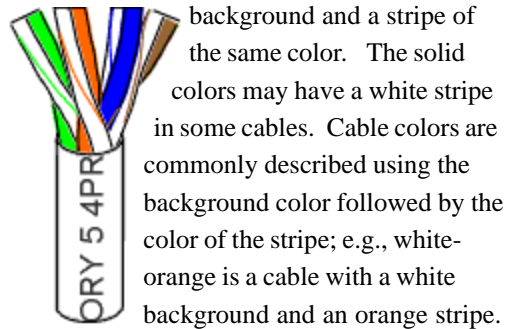 background and a stripe of
the same color. The solid
colors may have a white stripe
in some cables. Cable colors are
commonly described using the
background color followed by the
color of the stripe; e.g., white-
orange is a cable with a white
background and an orange stripe.
ORY 5 4PR